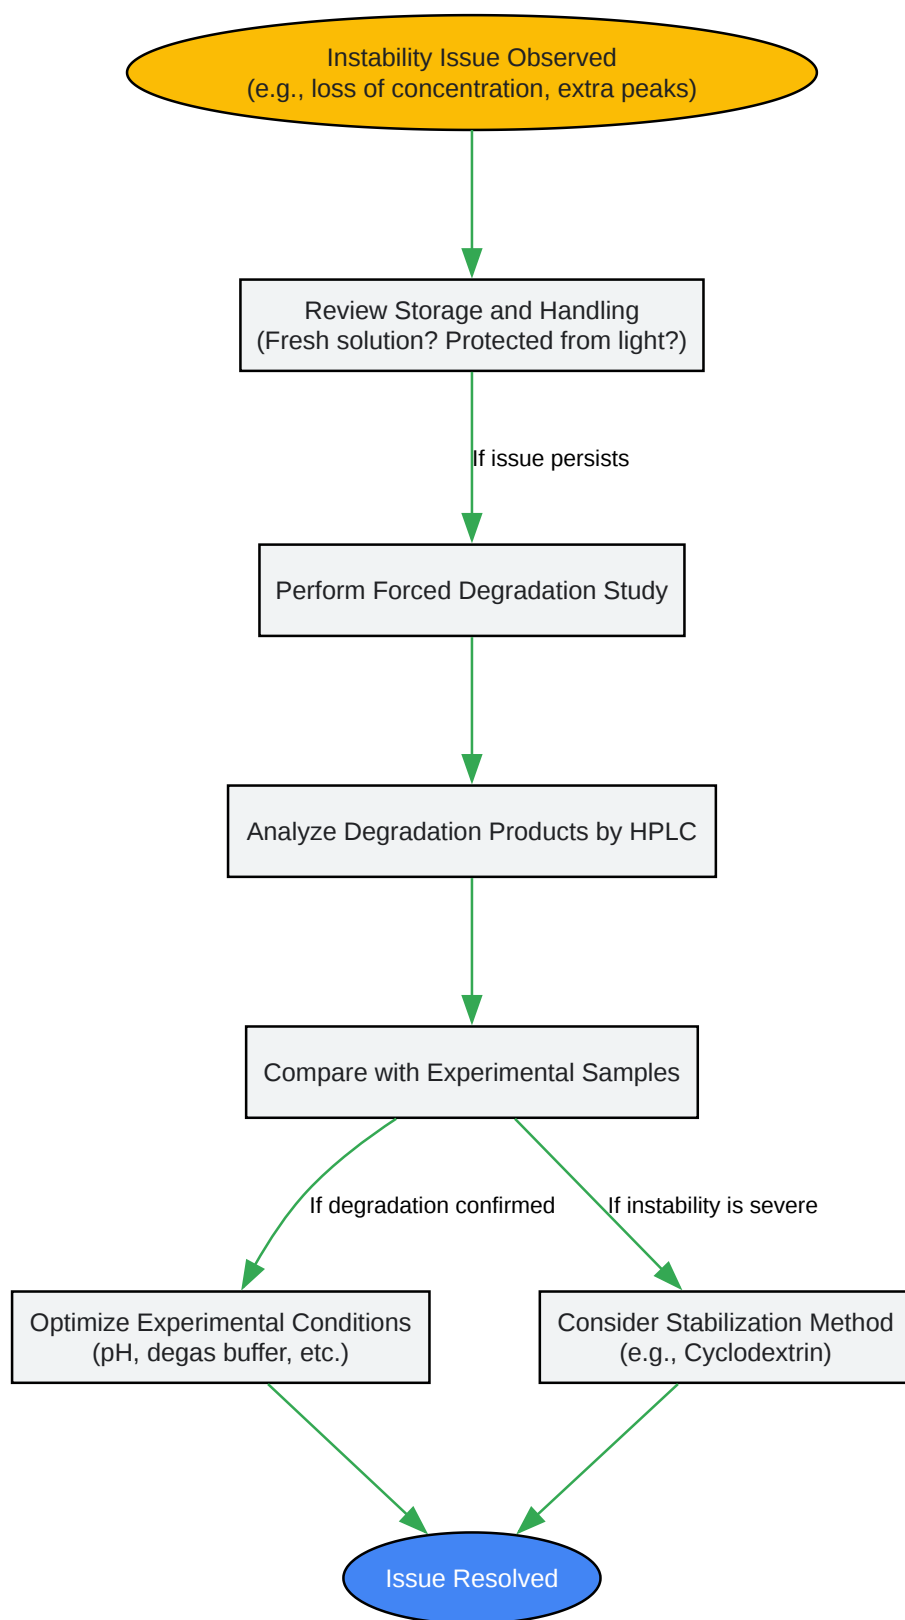 Instability Issue Observed
(e.g., loss of concentration, extra peaks)
Review Storage and Handling
(Fresh solution? Protected from light?)
If issue persists
Perform Forced Degradation Study
Analyze Degradation Products by HPLC
Compare with Experimental Samples
If degradation confirmed
If instability is severe
Optimize Experimental Conditions
(pH, degas buffer, etc.)
Consider Stabilization Method
(e.g., Cyclodextrin)
Issue Resolved